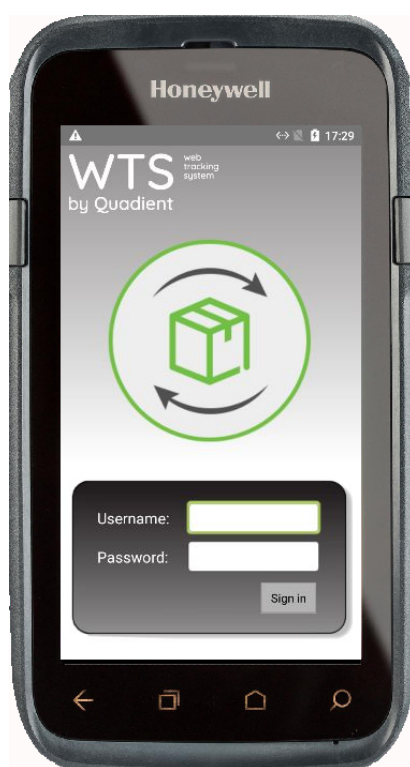 Honeywell
17:29
WTS web tracking system
by Quadient
Username:
Password:
Sign in